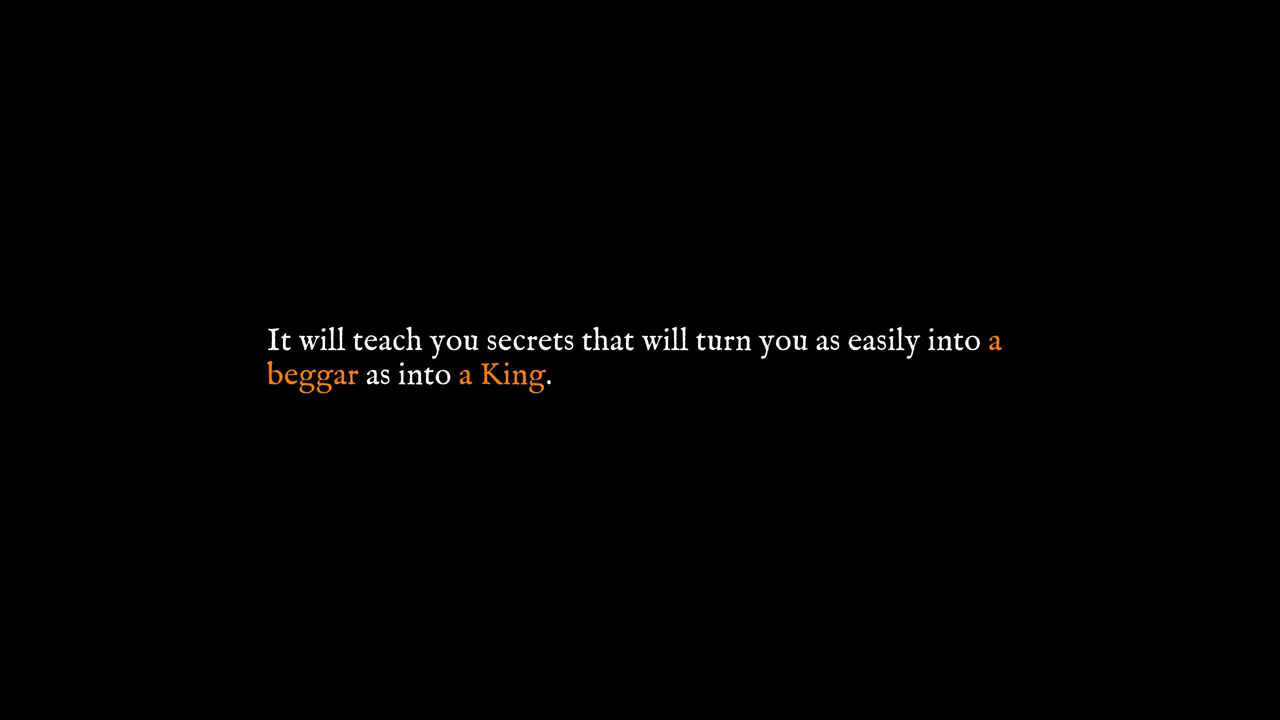 It will teach you secrets that will turn you as easily into a
beggar as into a King.